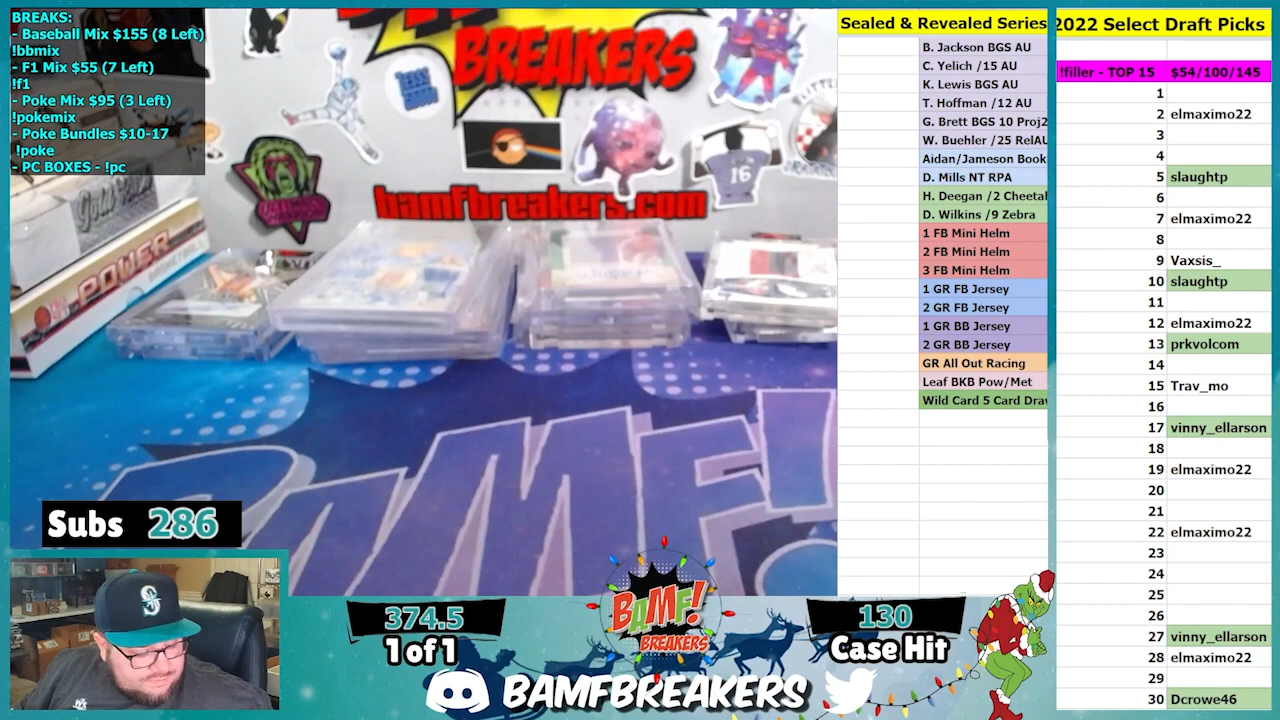 BREAKS:
- Baseball Mix $155 (8 Left)
!bbmix
- F1 Mix $55 (7 Left)
!f1
- Poke Mix $95 (3 Left)
!pokemix
- Poke Bundles $10-17
!poke
- PC BOXES - !pc
BREAKERS
16
bamfbreakers.com
Gold
POWER
BAMF!
Subs 286
S
374.5
1 of 1
BAMF!
BREAKERS
130
Case Hit
BAMFBREAKERS
Sealed & Revealed Series
B. Jackson BGS AU
C. Yelich /15 AU
K. Lewis BGS AU
T. Hoffman /12 AU
G. Brett BGS 10 Proj2
W. Buehler /25 RelAU
Aidan/Jameson Book
D. Mills NT RPA
H. Deegan /2 Cheetal
D. Wilkins /9 Zebra
1 FB Mini Helm
2 FB Mini Helm
3 FB Mini Helm
1 GR FB Jersey
2 GR FB Jersey
1 GR BB Jersey
2 GR BB Jersey
GR All Out Racing
Leaf BKB Pow/Met
Wild Card 5 Card Draw
2022 Select Draft Picks
!filler - TOP 15 $54/100/145
1
2 elmaximo22
3
4
5 slaughtp
6
7 elmaximo22
8
9 Vaxsis_
10 slaughtp
11
12 elmaximo22
13 prkvolcom
14
15 Trav_mo
16
17 vinny_ellarson
18
19 elmaximo22
20
21
22 elmaximo22
23
24
25
26
27 vinny_ellarson
28 elmaximo22
29
30 Dcrowe46